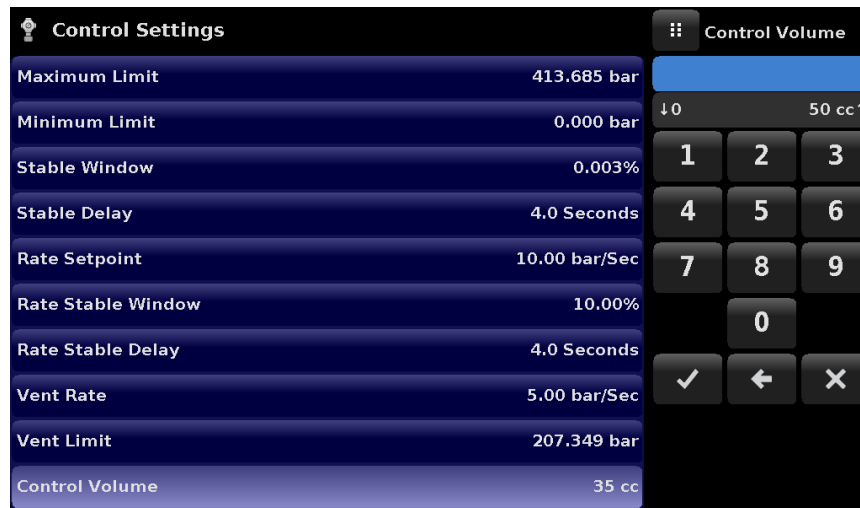 Control Settings
Maximum Limit 413.685 bar
Minimum Limit 0.000 bar
Stable Window 0.003%
Stable Delay 4.0 Seconds
Rate Setpoint 10.00 bar/Sec
Rate Stable Window 10.00%
Rate Stable Delay 4.0 Seconds
Vent Rate 5.00 bar/Sec
Vent Limit 207.349 bar
Control Volume 35 cc
Control Volume
↓0 50 cc↑
1 2 3
4 5 6
7 8 9
0